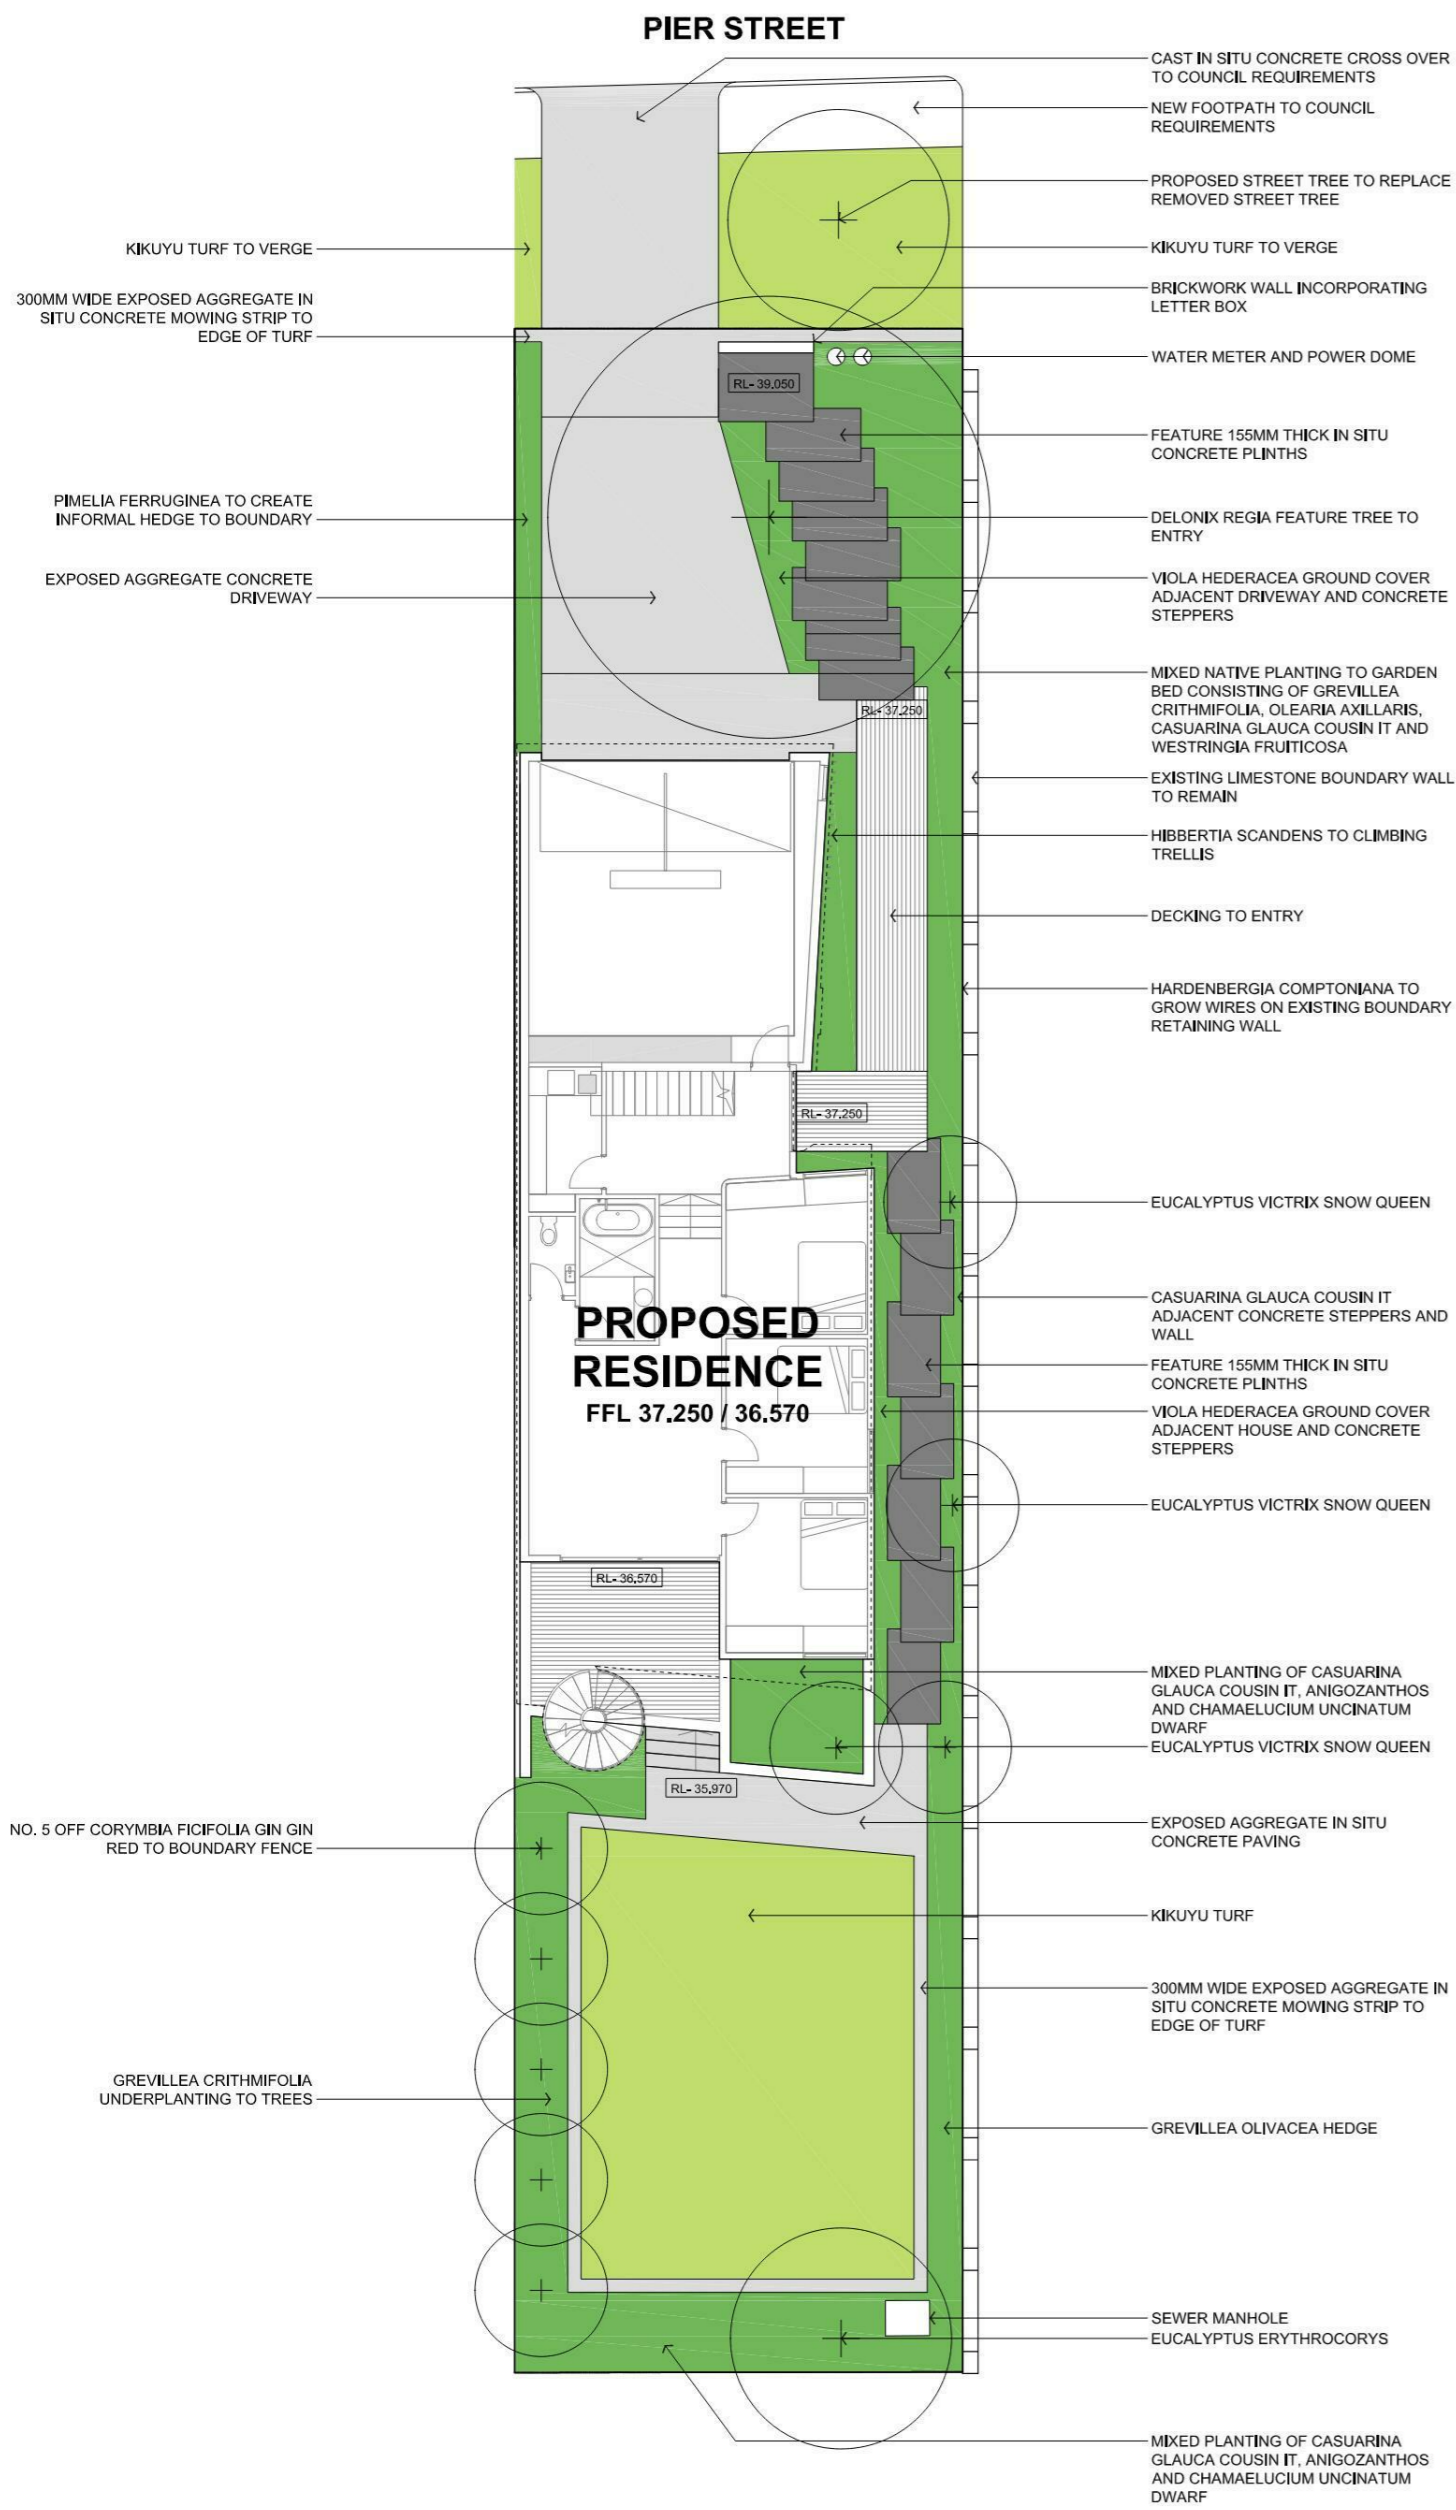 PIER STREET
CAST IN SITU CONCRETE CROSS OVER
TO COUNCIL REQUIREMENTS
NEW FOOTPATH TO COUNCIL
REQUIREMENTS
PROPOSED STREET TREE TO REPLACE
REMOVED STREET TREE
KIKUYU TURF TO VERGE
KIKUYU TURF TO VERGE
BRICKWORK WALL INCORPORATING
LETTER BOX
300MM WIDE EXPOSED AGGREGATE IN
SITU CONCRETE MOWING STRIP TO
EDGE OF TURF
WATER METER AND POWER DOME
RL- 39.050
FEATURE 155MM THICK IN SITU
CONCRETE PLINTHS
PIMELIA FERRUGINEA TO CREATE
INFORMAL HEDGE TO BOUNDARY
DELONIX REGIA FEATURE TREE TO
ENTRY
EXPOSED AGGREGATE CONCRETE
DRIVEWAY
VIOLA HEDERACEA GROUND COVER
ADJACENT DRIVEWAY AND CONCRETE
STEPPERS
MIXED NATIVE PLANTING TO GARDEN
BED CONSISTING OF GREVILLEA
CRITHMIFOLIA, OLEARIA AXILLARIS,
CASUARINA GLAUCA COUSIN IT AND
WESTRINGIA FRUITICOSA
RL- 37.250
EXISTING LIMESTONE BOUNDARY WALL
TO REMAIN
HIBBERTIA SCANDENS TO CLIMBING
TRELLIS
DECKING TO ENTRY
HARDENBERGIA COMPTONIANA TO
GROW WIRES ON EXISTING BOUNDARY
RETAINING WALL
RL- 37.250
EUCALYPTUS VICTRIX SNOW QUEEN
CASUARINA GLAUCA COUSIN IT
ADJACENT CONCRETE STEPPERS AND
WALL
PROPOSED
RESIDENCE
FFL 37.250 / 36.570
FEATURE 155MM THICK IN SITU
CONCRETE PLINTHS
VIOLA HEDERACEA GROUND COVER
ADJACENT HOUSE AND CONCRETE
STEPPERS
EUCALYPTUS VICTRIX SNOW QUEEN
RL- 36.570
MIXED PLANTING OF CASUARINA
GLAUCA COUSIN IT, ANIGOZANTHOS
AND CHAMAELUCIUM UNCINATUM
DWARF
EUCALYPTUS VICTRIX SNOW QUEEN
RL- 35.970
NO. 5 OFF CORYMBIA FICIFOLIA GIN GIN
RED TO BOUNDARY FENCE
EXPOSED AGGREGATE IN SITU
CONCRETE PAVING
KIKUYU TURF
300MM WIDE EXPOSED AGGREGATE IN
SITU CONCRETE MOWING STRIP TO
EDGE OF TURF
GREVILLEA CRITHMIFOLIA
UNDERPLANTING TO TREES
GREVILLEA OLIVACEA HEDGE
SEWER MANHOLE
EUCALYPTUS ERYTHROCORYS
MIXED PLANTING OF CASUARINA
GLAUCA COUSIN IT, ANIGOZANTHOS
AND CHAMAELUCIUM UNCINATUM
DWARF